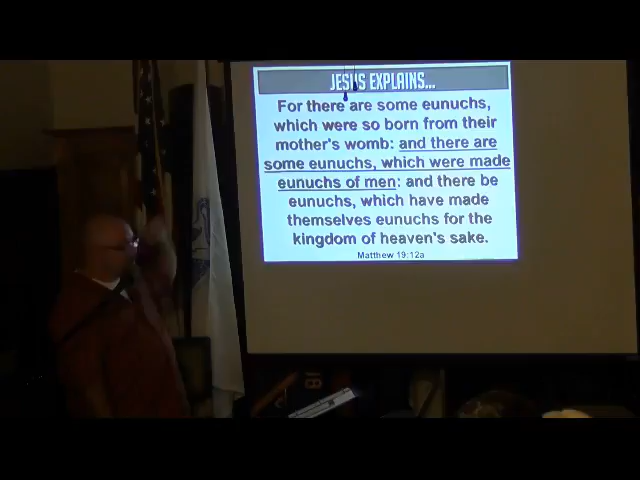 JESUS EXPLAINS...
For there are some eunuchs,
which were so born from their
mother's womb: and there are
some eunuchs, which were made
eunuchs of men: and there be
eunuchs, which have made
themselves eunuchs for the
kingdom of heaven's sake.
Matthew 19:12a